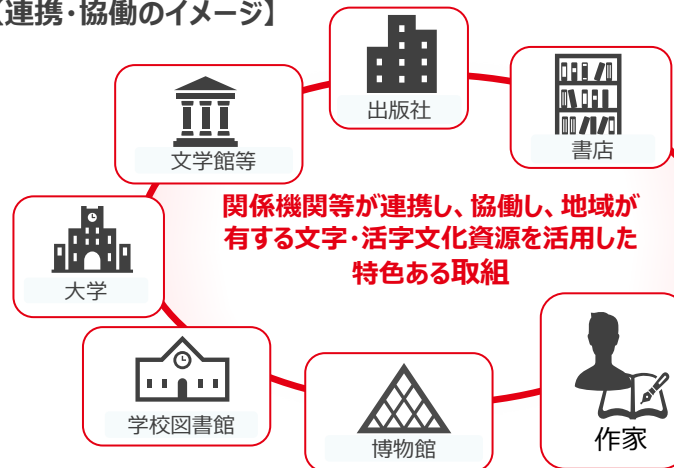 【連携・協働のイメージ】
出版社
文学館等
書店
関係機関等が連携し、協働し、地域が
有する文字・活字文化資源を活用した
特色ある取組
大学
学校図書館
博物館
作家